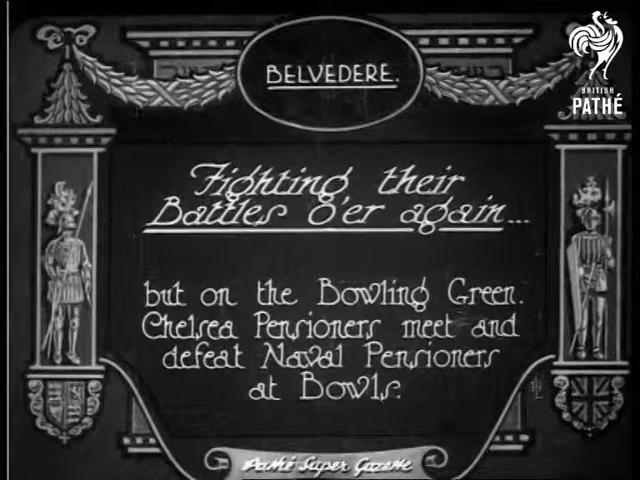 BELVEDERE.
BRITISH
PATHÉ
Fighting their
Battles o'er again...
but on the Bowling Green.
Chelsea Pensioners meet and
defeat Naval Pensioners
at Bowls.
Pathé Super Gazette